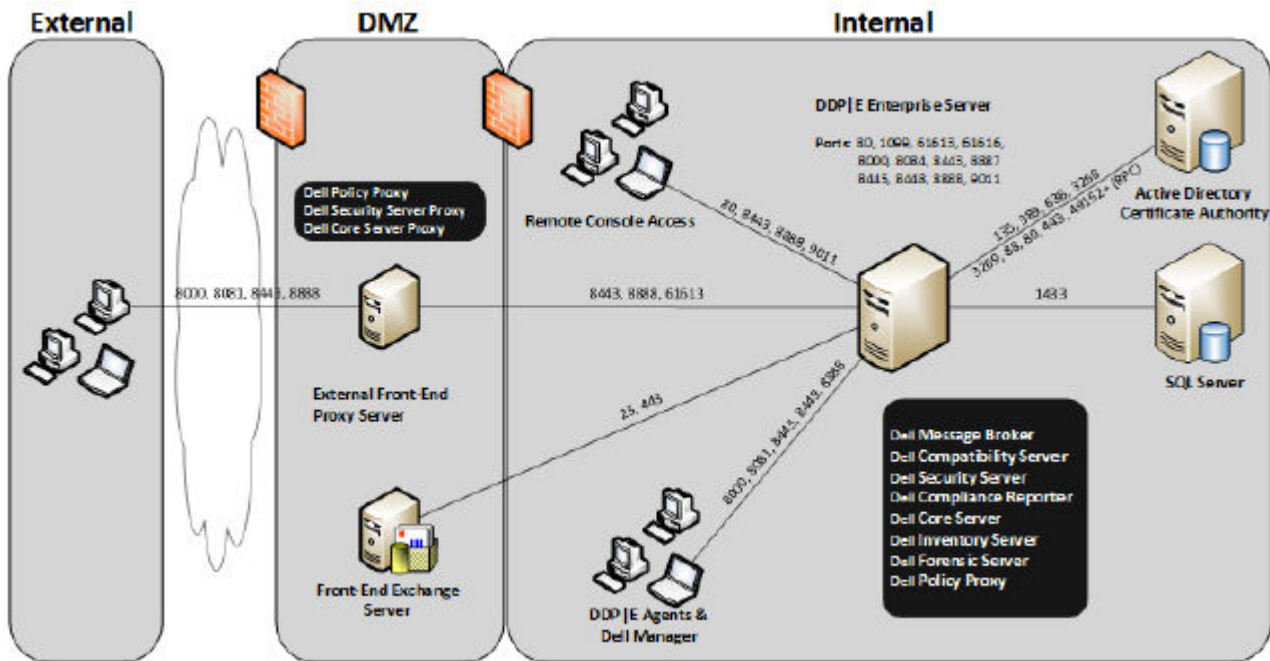 External
DMZ
Internal
Dell Policy Proxy
Dell Security Server Proxy
Dell Core Server Proxy
Remote Console Access
DDP|E Enterprise Server
Ports: 80, 1099, 61613, 61616,
8000, 8084, 8443, 8887
8445, 8448, 8888, 9011
Active Directory
Certificate Authority
80, 8443, 8888, 9011
135, 389, 636, 3268
3269, 88, 80, 443, 49152+ (RPC)
8000, 8081, 8443, 8888
8443, 8888, 61613
1433
External Front-End
Proxy Server
SQL Server
25, 443
8000, 8081, 8443,
Front-End Exchange
Server
DDP|E Agents &
Dell Manager
Dell Message Broker
Dell Compatibility Server
Dell Security Server
Dell Compliance Reporter
Dell Core Server
Dell Inventory Server
Dell Forensic Server
Dell Policy Proxy